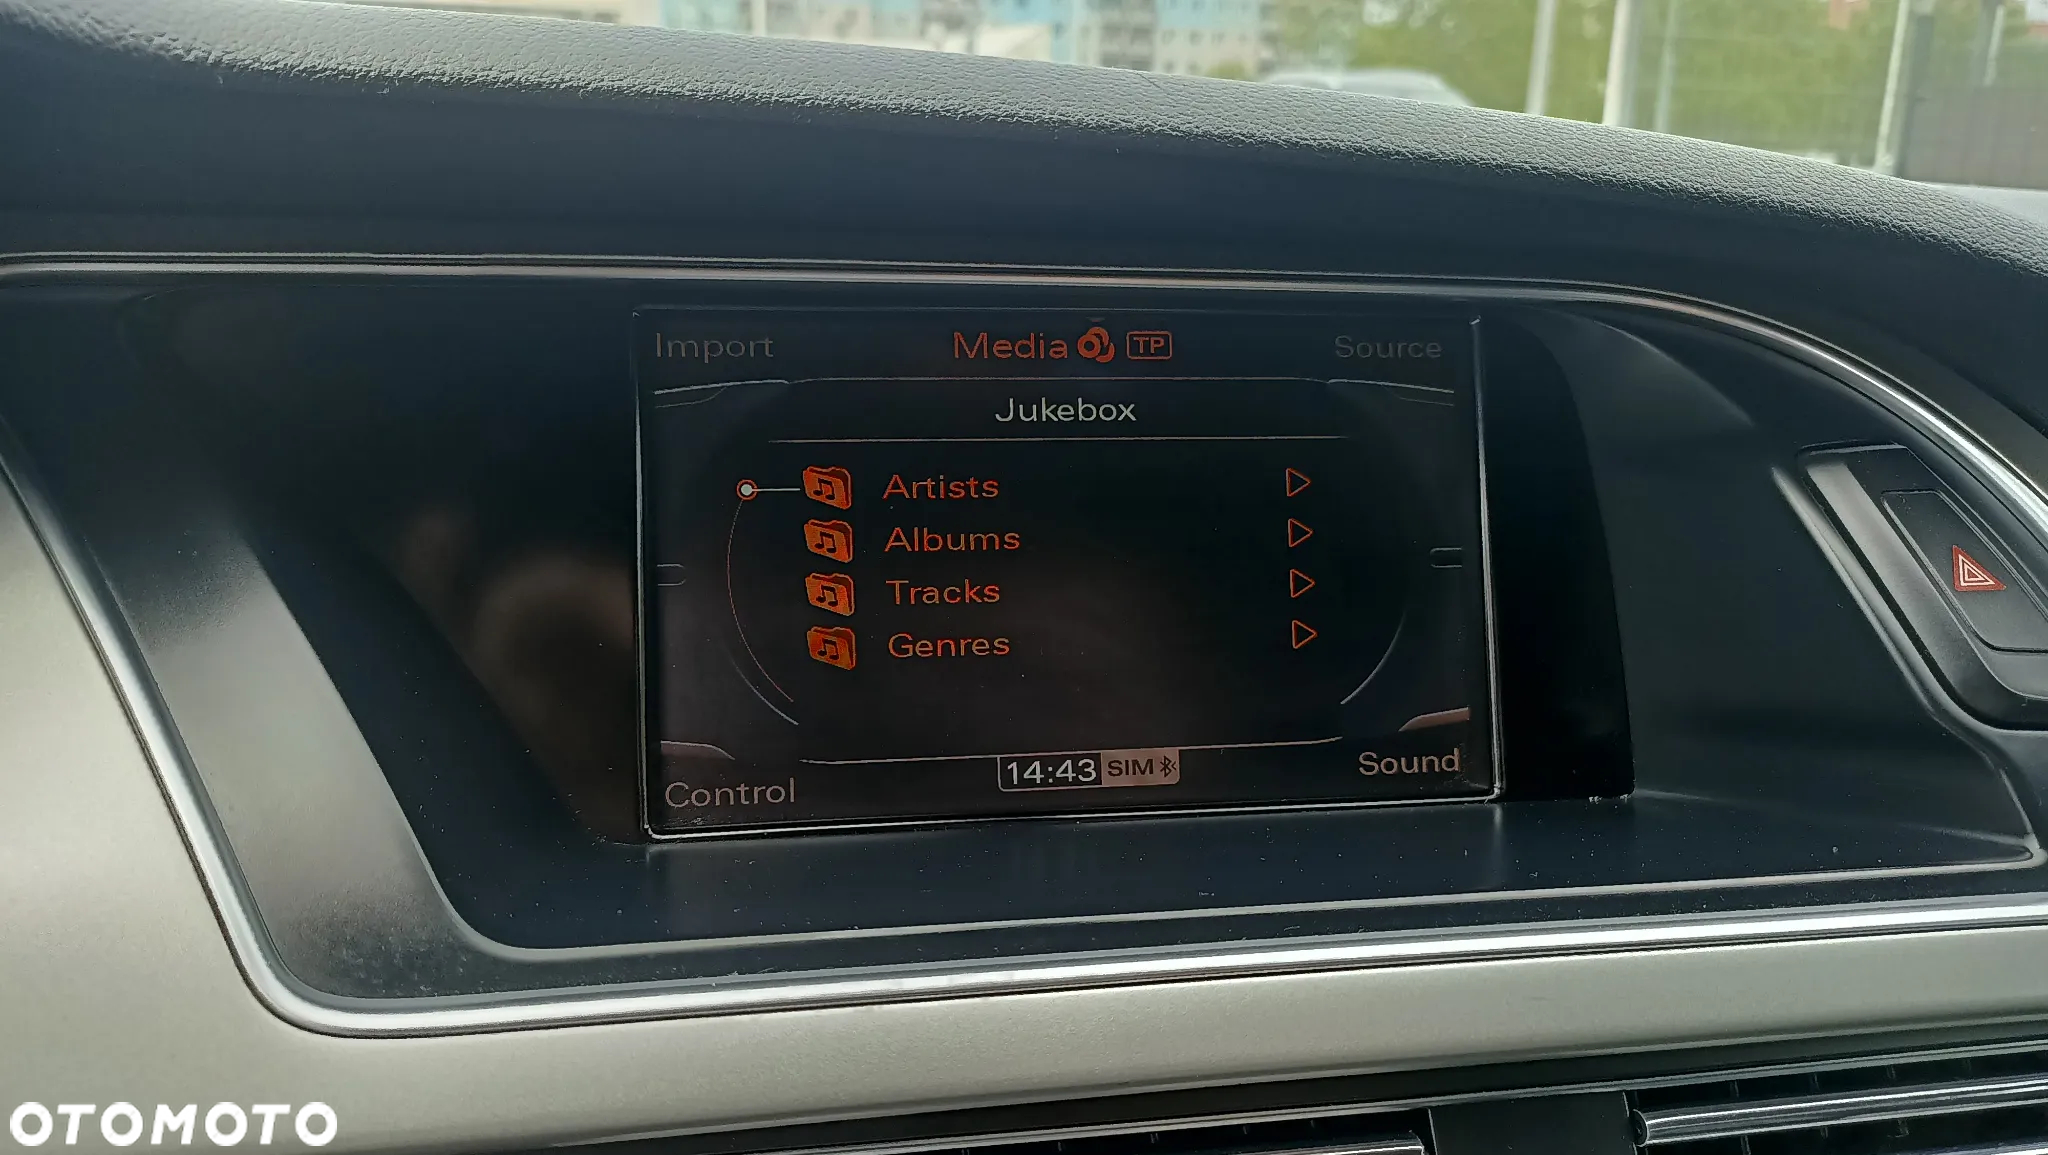 Import Media TP Source
Jukebox
Artists
Albums
Tracks
Genres
Control 14:43 SIM Sound
OTOMOTO